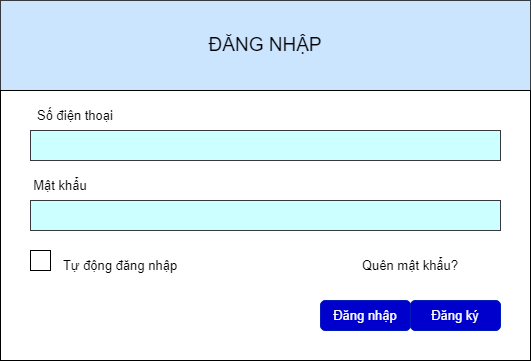 ĐĂNG NHẬP
Số điện thoại
Mật khẩu
Tự động đăng nhập Quên mật khẩu?
Đăng nhập Đăng ký